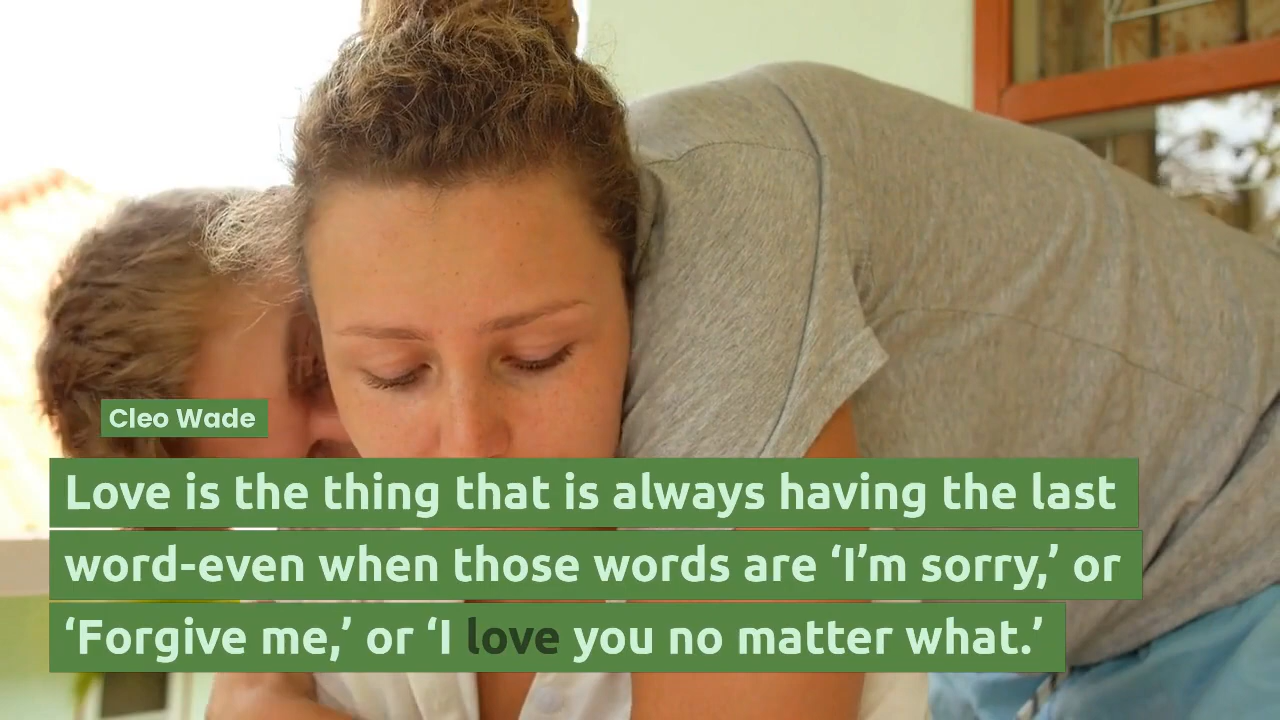 Cleo Wade
Love is the thing that is always having the last
word-even when those words are ‘I’m sorry,’ or
‘Forgive me,’ or ‘I love you no matter what.’